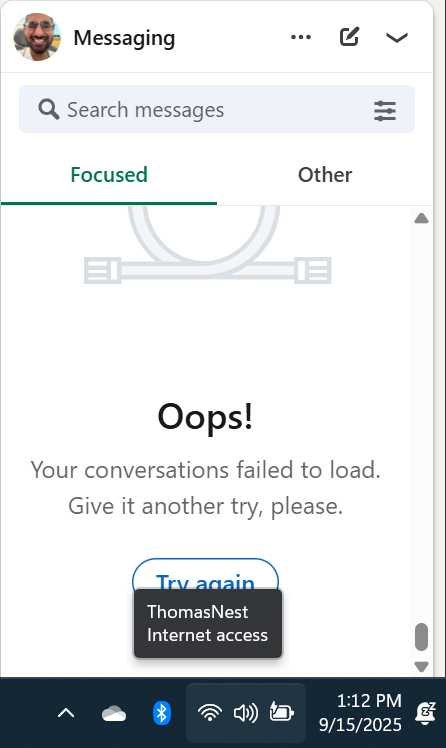 Messaging
Search messages
Focused
Other
Oops!
Your conversations failed to load.
Give it another try, please.
Try again
ThomasNest
Internet access
1:12 PM
9/15/2025